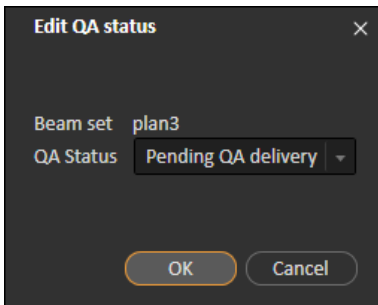 Edit QA status
Beam set plan3
QA Status Pending QA delivery
OK Cancel